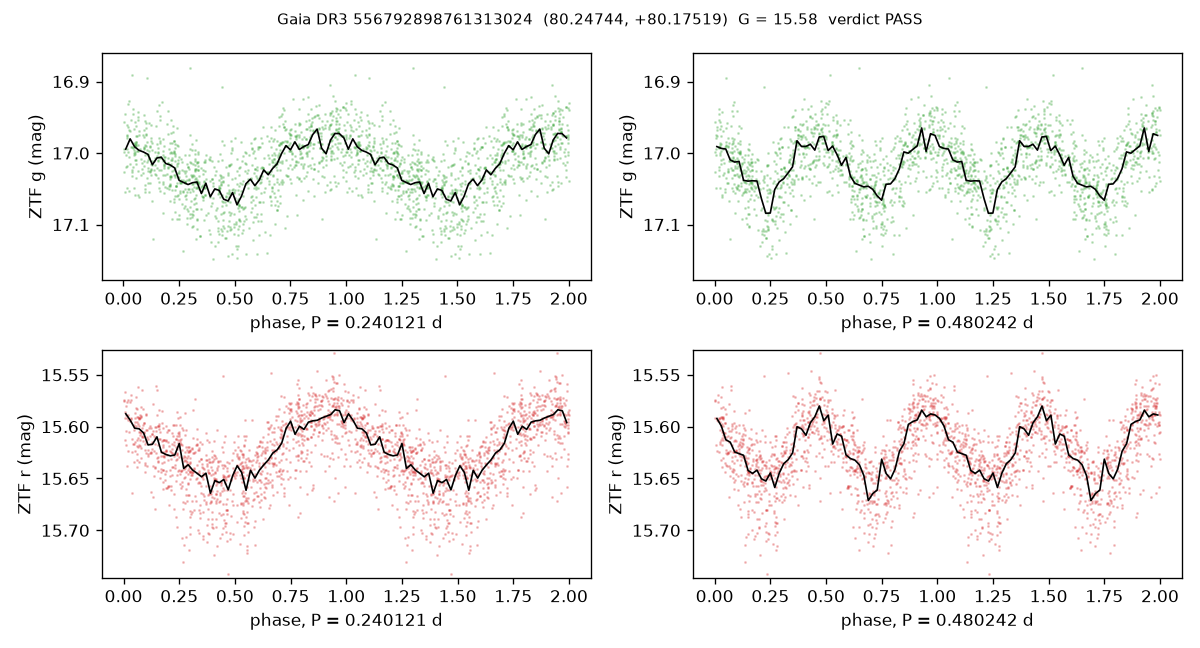 Gaia DR3 556792898761313024 (80.24744, +80.17519) G = 15.58 verdict PASS
ZTF g (mag)
16.9
17.0
17.1
0.00 0.25 0.50 0.75 1.00 1.25 1.50 1.75 2.00
phase, P = 0.240121 d
ZTF g (mag)
16.9
17.0
17.1
0.00 0.25 0.50 0.75 1.00 1.25 1.50 1.75 2.00
phase, P = 0.480242 d
ZTF r (mag)
15.55
15.60
15.65
15.70
0.00 0.25 0.50 0.75 1.00 1.25 1.50 1.75 2.00
phase, P = 0.240121 d
ZTF r (mag)
15.55
15.60
15.65
15.70
0.00 0.25 0.50 0.75 1.00 1.25 1.50 1.75 2.00
phase, P = 0.480242 d